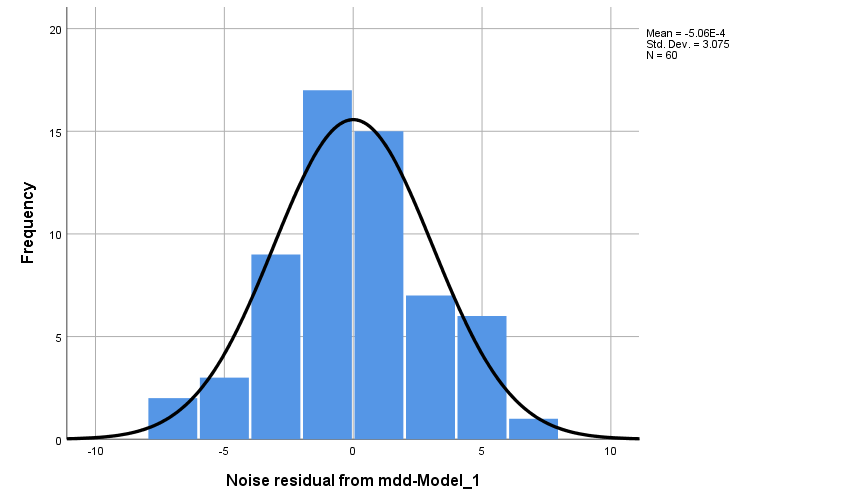 Mean = -5.06E-4
Std. Dev. = 3.075
N = 60
20
15
10
5
0
Frequency
-10 -5 0 5 10
Noise residual from mdd-Model_1